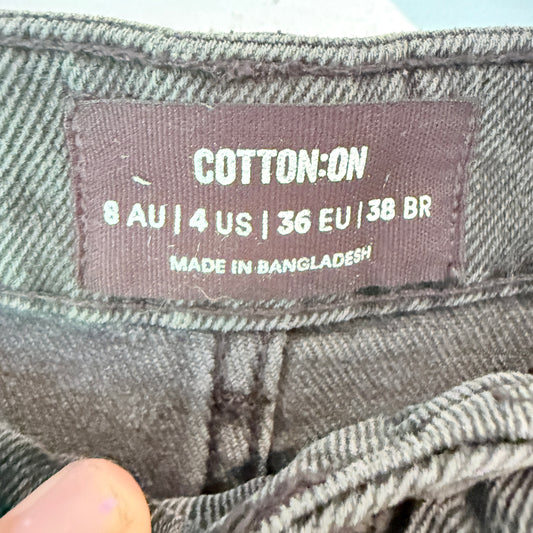 COTTON:ON
8 AU | 4 US | 36 EU | 38 BR
MADE IN BANGLADESH